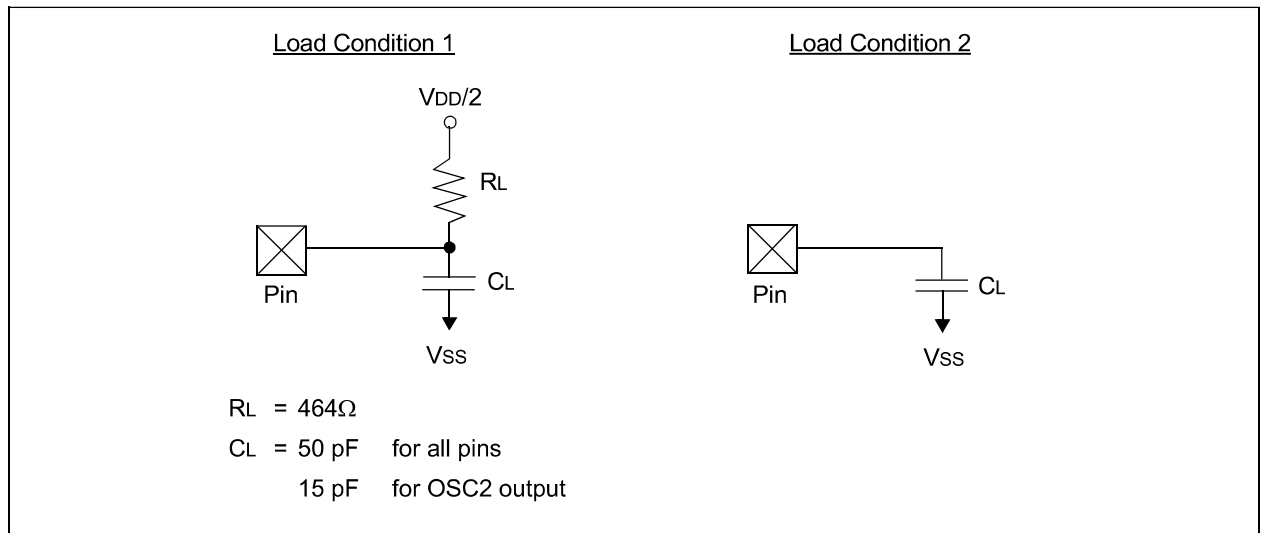 Load Condition 1
VDD/2
RL
Pin
CL
VSS
RL = 464Ω
CL = 50 pF for all pins
15 pF for OSC2 output
Load Condition 2
Pin
CL
VSS